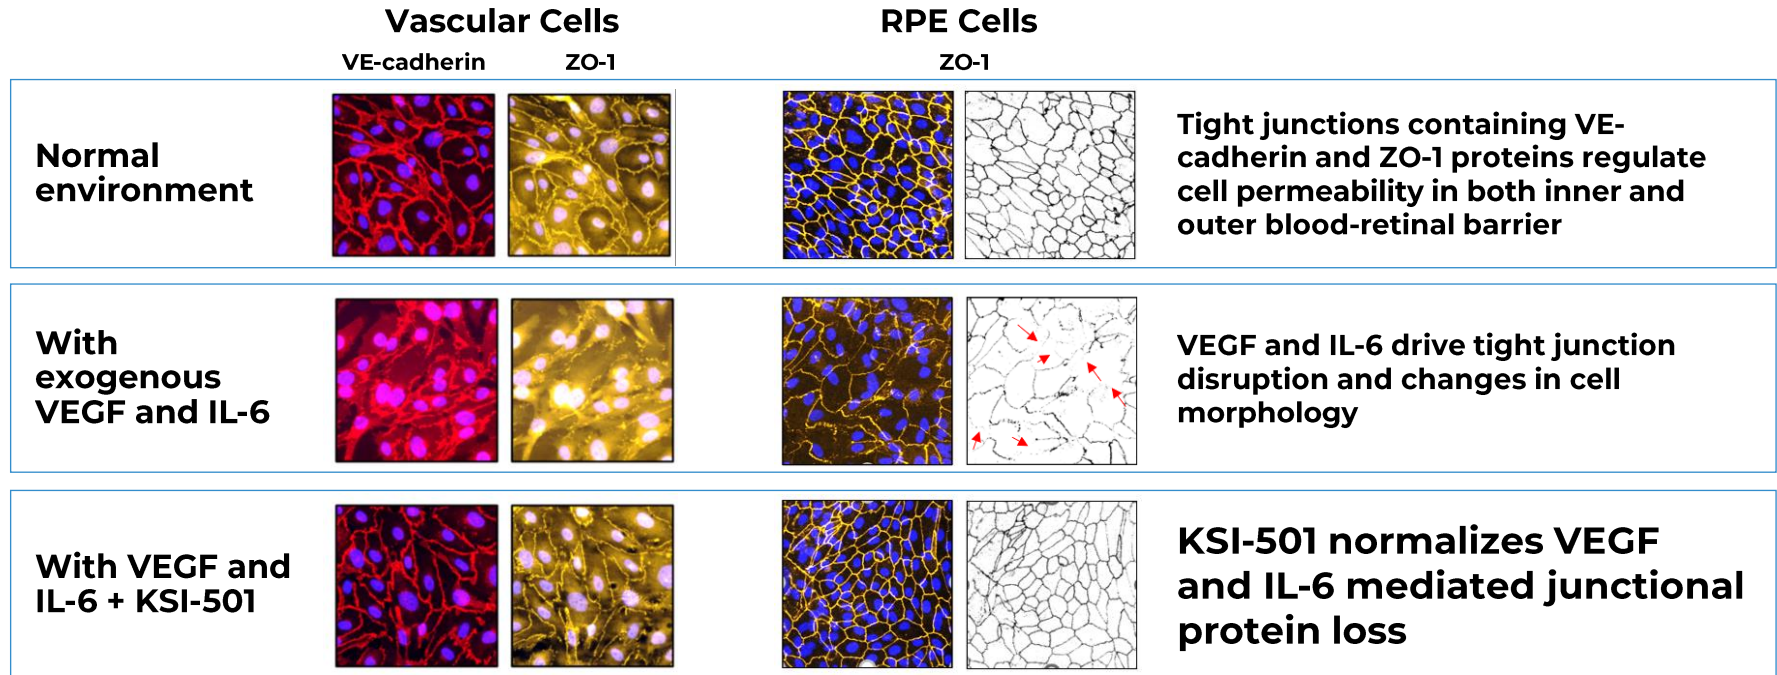 Vascular Cells
RPE Cells
VE-cadherin
ZO-1
ZO-1
Normal
environment
Tight junctions containing VE-
cadherin and ZO-1 proteins regulate
cell permeability in both inner and
outer blood-retinal barrier
With
exogenous
VEGF and IL-6
VEGF and IL-6 drive tight junction
disruption and changes in cell
morphology
With VEGF and
IL-6 + KSI-501
KSI-501 normalizes VEGF
and IL-6 mediated junctional
protein loss